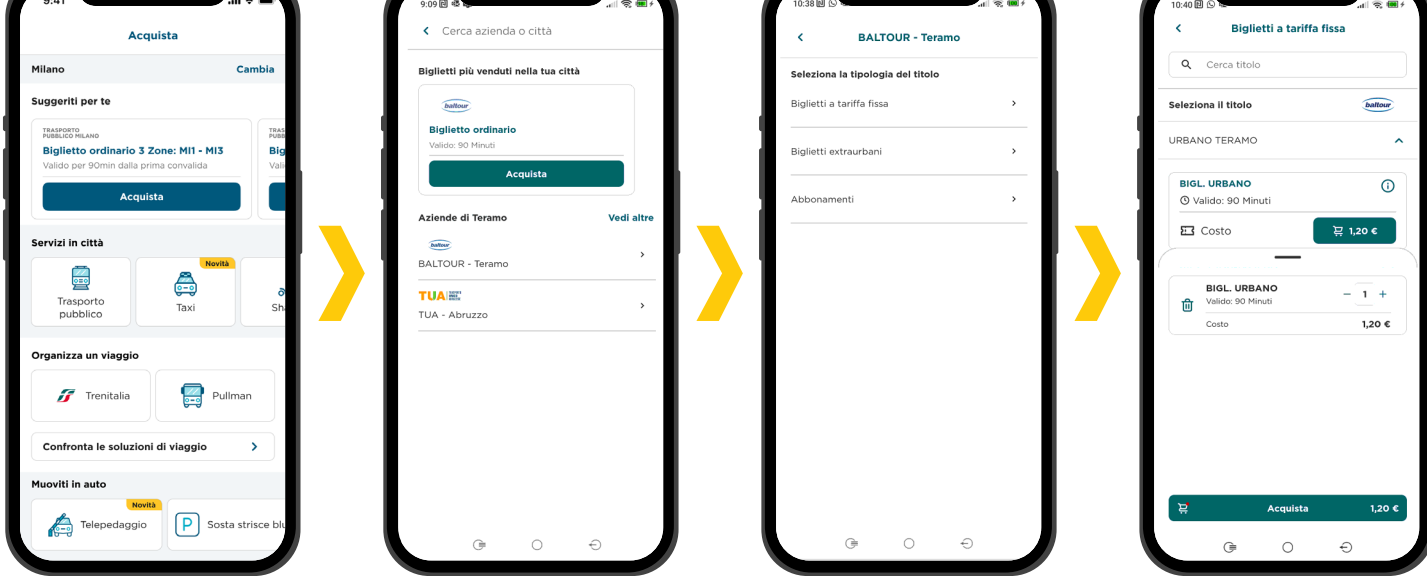 9:41
Acquista
Milano
Cambia
Suggeriti per te
TRASPORTO
PUBBLICO MILANO
Biglietto ordinario 3 Zone: MI1 - MI3
Valido per 90min dalla prima convalida
Acquista
TRAS
PUBB
Big
Vali
Servizi in città
Trasporto
pubblico
Novità
Taxi
Sh
Organizza un viaggio
Trenitalia
Pullman
Confronta le soluzioni di viaggio
Muoviti in auto
Novità
Telepedaggio
P
Sosta strisce blu
9:09
Cerca azienda o città
Biglietti più venduti nella tua città
baltour
Biglietto ordinario
Valido: 90 Minuti
Acquista
Aziende di Teramo
Vedi altre
baltour
BALTOUR - Teramo
TUA
TUA - Abruzzo
10:38
BALTOUR - Teramo
Seleziona la tipologia del titolo
Biglietti a tariffa fissa
Biglietti extraurbani
Abbonamenti
10:40
Biglietti a tariffa fissa
Cerca titolo
Seleziona il titolo
baltour
URBANO TERAMO
BIGL. URBANO
Valido: 90 Minuti
Costo
1,20 €
BIGL. URBANO
Valido: 90 Minuti
- 1 +
Costo
1,20 €
Acquista
1,20 €